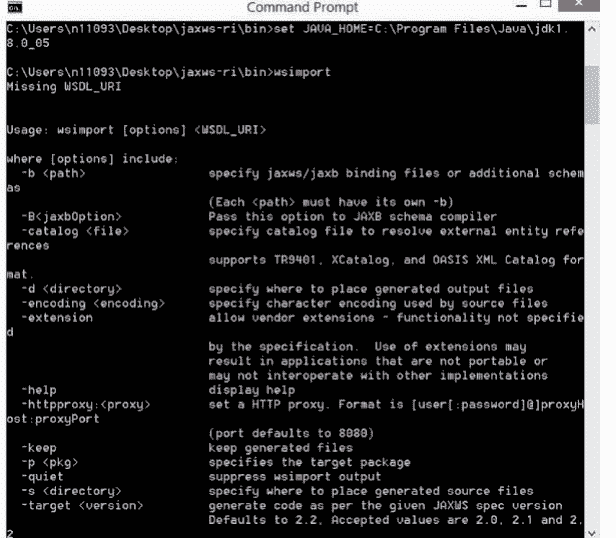 Command Prompt
C:\Users\n11093\Desktop\jaxws-ri\bin>set JAVA_HOME=C:\Program Files\Java\jdk1.
8.0_05
C:\Users\n11093\Desktop\jaxws-ri\bin>wsimport
Missing WSDL_URI
Usage: wsimport [options] <WSDL_URI>
where [options] include:
-b <path> specify jaxws/jaxb binding files or additional schem
as
(Each <path> must have its own -b)
-B<jaxbOption> Pass this option to JAXB schema compiler
-catalog <file> specify catalog file to resolve external entity refe
rences
supports TR9401, XCatalog, and OASIS XML Catalog for
mat.
-d <directory> specify where to place generated output files
-encoding <encoding> specify character encoding used by source files
-extension allow vendor extensions - functionality not specifie
d
by the specification. Use of extensions may
result in applications that are not portable or
may not interoperate with other implementations
-help display help
-httpproxy:<proxy> set a HTTP proxy. Format is [user[:password]@]proxyH
ost:proxyPort
(port defaults to 8080)
-keep keep generated files
-p <pkg> specifies the target package
-quiet suppress wsimport output
-s <directory> specify where to place generated source files
-target <version> generate code as per the given JAXWS spec version
Defaults to 2.2, Accepted values are 2.0, 2.1 and 2.
2